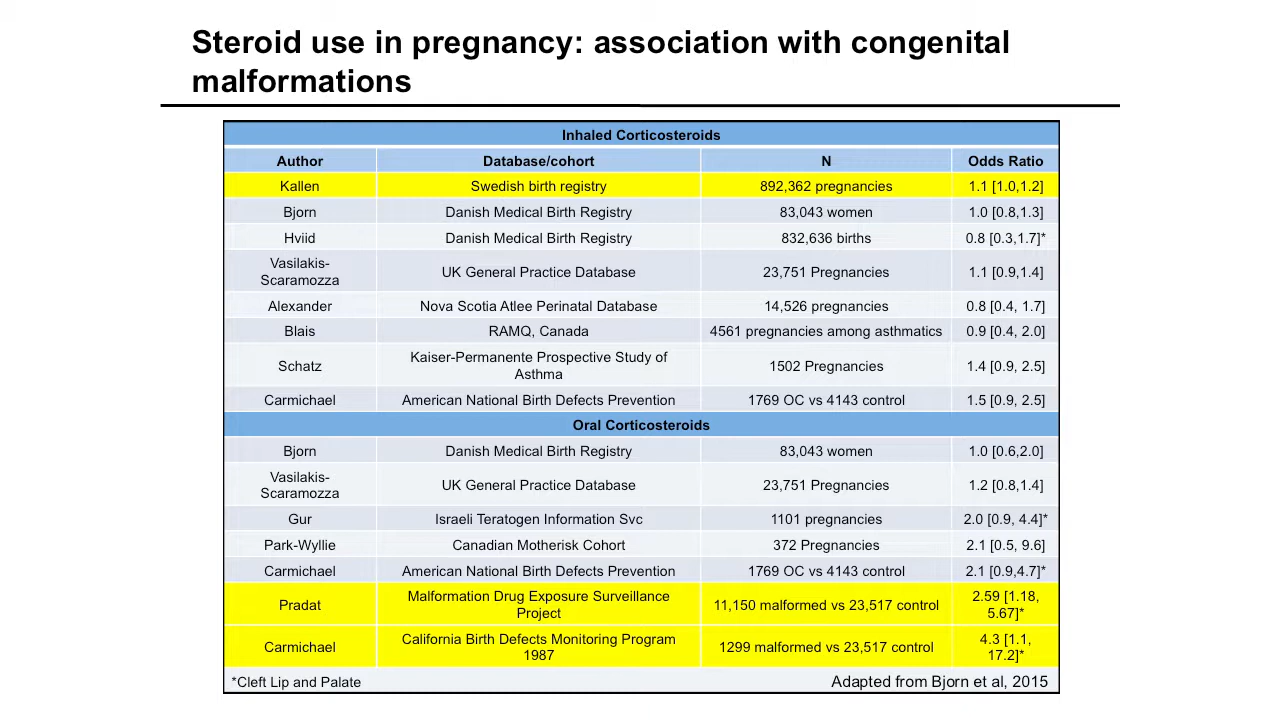 Steroid use in pregnancy: association with congenital
malformations
Inhaled Corticosteroids
Author Database/cohort N Odds Ratio
Kallen Swedish birth registry 892,362 pregnancies 1.1 [1.0,1.2]
Bjorn Danish Medical Birth Registry 83,043 women 1.0 [0.8,1.3]
Hviid Danish Medical Birth Registry 832,636 births 0.8 [0.3,1.7]*
Vasilakis-
Scaramozza UK General Practice Database 23,751 Pregnancies 1.1 [0.9,1.4]
Alexander Nova Scotia Atlee Perinatal Database 14,526 pregnancies 0.8 [0.4, 1.7]
Blais RAMQ, Canada 4561 pregnancies among asthmatics 0.9 [0.4, 2.0]
Schatz Kaiser-Permanente Prospective Study of
Asthma 1502 Pregnancies 1.4 [0.9, 2.5]
Carmichael American National Birth Defects Prevention 1769 OC vs 4143 control 1.5 [0.9, 2.5]
Oral Corticosteroids
Bjorn Danish Medical Birth Registry 83,043 women 1.0 [0.6,2.0]
Vasilakis-
Scaramozza UK General Practice Database 23,751 Pregnancies 1.2 [0.8,1.4]
Gur Israeli Teratogen Information Svc 1101 pregnancies 2.0 [0.9, 4.4]*
Park-Wyllie Canadian Motherisk Cohort 372 Pregnancies 2.1 [0.5, 9.6]
Carmichael American National Birth Defects Prevention 1769 OC vs 4143 control 2.1 [0.9,4.7]*
Pradat Malformation Drug Exposure Surveillance
Project 11,150 malformed vs 23,517 control 2.59 [1.18,
5.67]*
Carmichael California Birth Defects Monitoring Program
1987 1299 malformed vs 23,517 control 4.3 [1.1,
17.2]*
*Cleft Lip and Palate Adapted from Bjorn et al, 2015